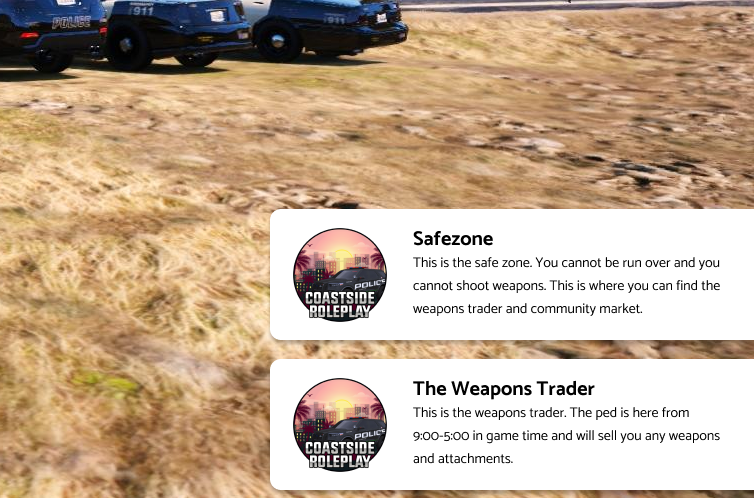 POLICE
911
911
Safezone
This is the safe zone. You cannot be run over and you
cannot shoot weapons. This is where you can find the
weapons trader and community market.
POLICE
COASTSIDE
ROLEPLAY
The Weapons Trader
This is the weapons trader. The ped is here from
9:00-5:00 in game time and will sell you any weapons
and attachments.
POLICE
COASTSIDE
ROLEPLAY